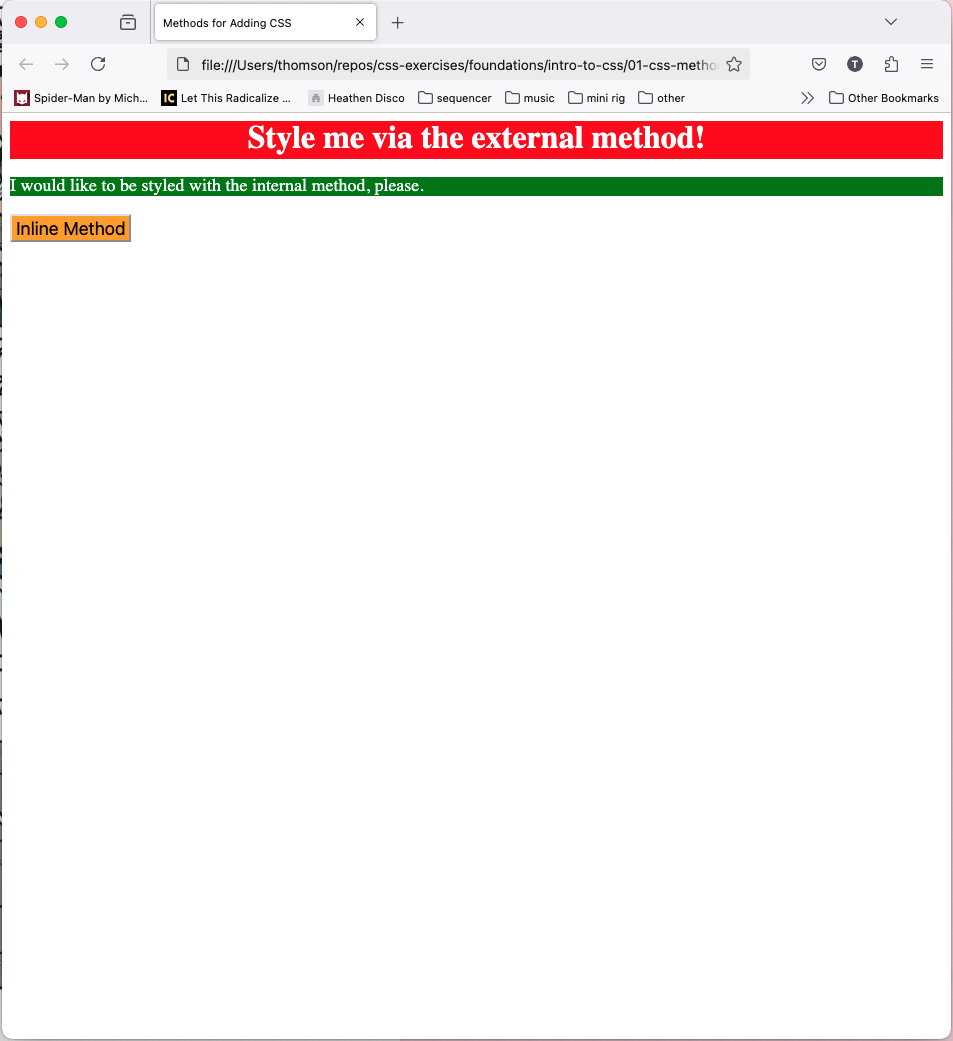 Methods for Adding CSS
file:///Users/thomson/repos/css-exercises/foundations/intro-to-css/01-css-metho
T
Spider-Man by Mich... IC Let This Radicalize ... Heathen Disco sequencer music mini rig other Other Bookmarks
Style me via the external method!
I would like to be styled with the internal method, please.
Inline Method